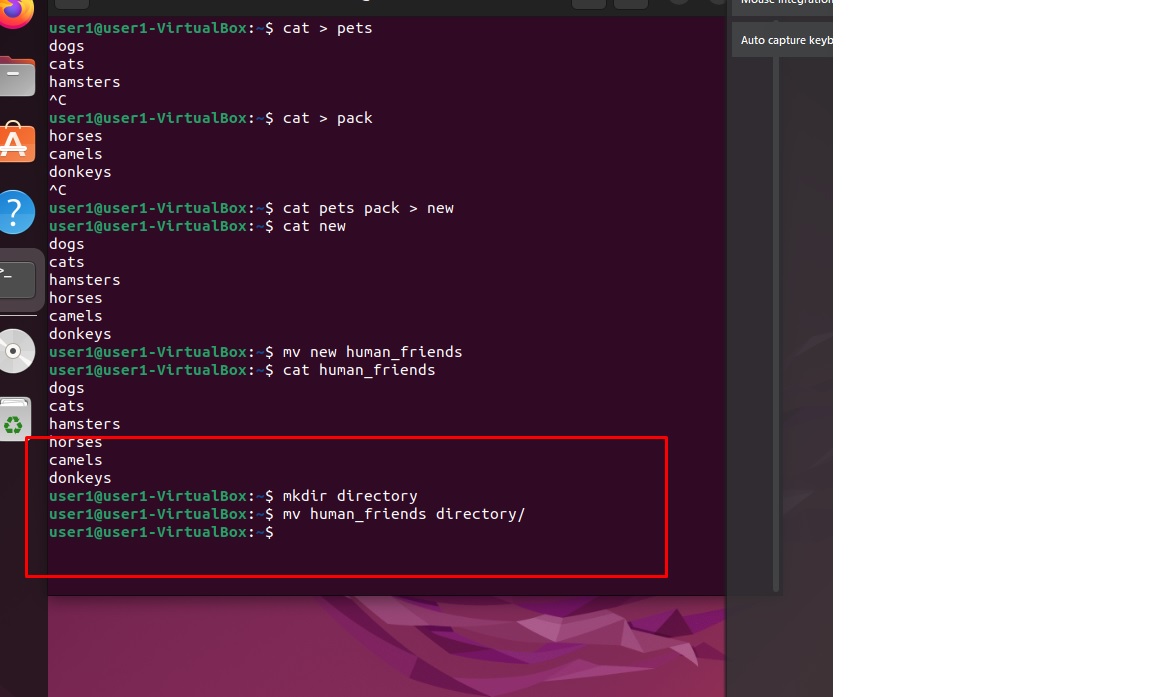 user1@user1-VirtualBox:~$ cat > pets
dogs
cats
hamsters
^C
user1@user1-VirtualBox:~$ cat > pack
horses
camels
donkeys
^C
user1@user1-VirtualBox:~$ cat pets pack > new
user1@user1-VirtualBox:~$ cat new
dogs
cats
hamsters
horses
camels
donkeys
user1@user1-VirtualBox:~$ mv new human_friends
user1@user1-VirtualBox:~$ cat human_friends
dogs
cats
hamsters
horses
camels
donkeys
user1@user1-VirtualBox:~$ mkdir directory
user1@user1-VirtualBox:~$ mv human_friends directory/
user1@user1-VirtualBox:~$
Mouse integration
Auto capture keyb